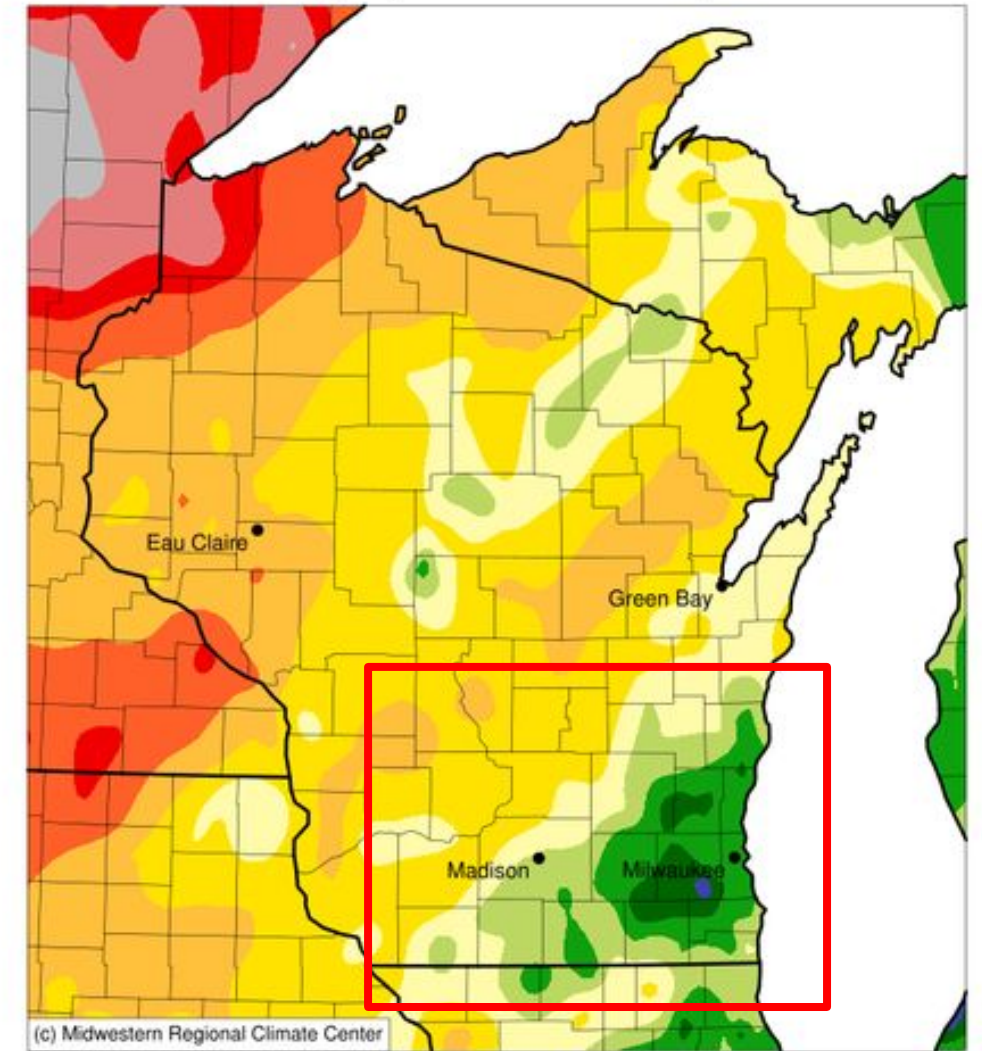 Eau Claire
Green Bay
Madison
Milwaukee
(c) Midwestern Regional Climate Center